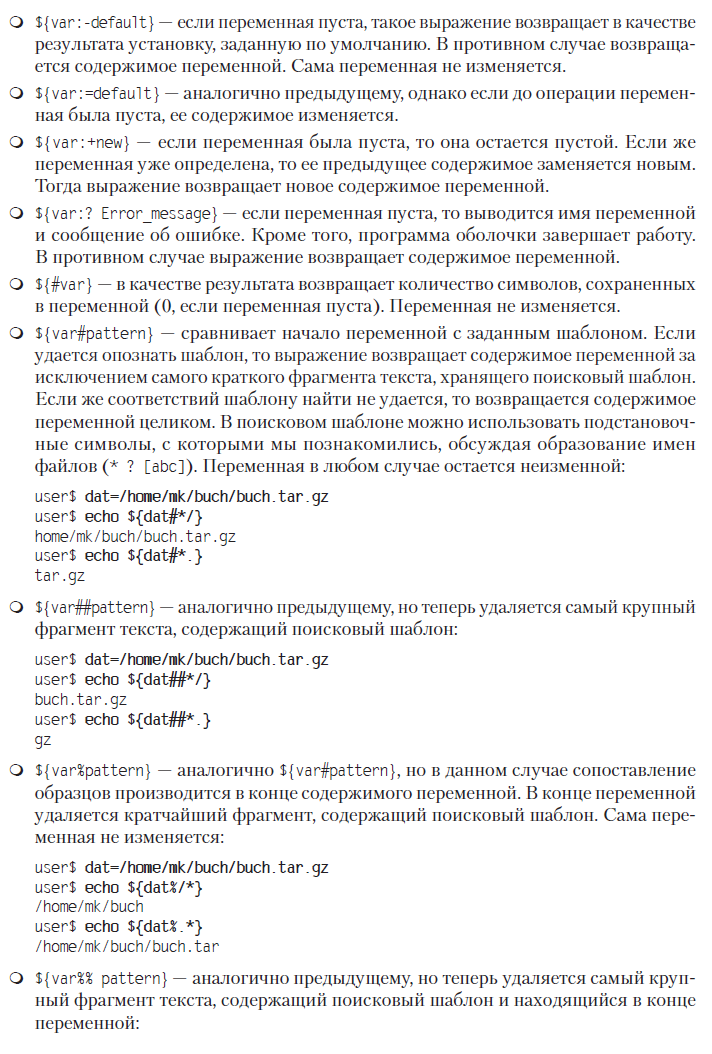 ❍ ${var:-default} — если переменная пуста, такое выражение возвращает в качестве
результата установку, заданную по умолчанию. В противном случае возвраща-
ется содержимое переменной. Сама переменная не изменяется.
❍ ${var:=default} — аналогично предыдущему, однако если до операции перемен-
ная была пуста, ее содержимое изменяется.
❍ ${var:+new} — если переменная была пуста, то она остается пустой. Если же
переменная уже определена, то ее предыдущее содержимое заменяется новым.
Тогда выражение возвращает новое содержимое переменной.
❍ ${var:? Error_message} — если переменная пуста, то выводится имя переменной
и сообщение об ошибке. Кроме того, программа оболочки завершает работу.
В противном случае выражение возвращает содержимое переменной.
❍ ${#var} — в качестве результата возвращает количество символов, сохраненных
в переменной (0, если переменная пуста). Переменная не изменяется.
❍ ${var#pattern} — сравнивает начало переменной с заданным шаблоном. Если
удается опознать шаблон, то выражение возвращает содержимое переменной за
исключением самого краткого фрагмента текста, хранящего поисковый шаблон.
Если же соответствий шаблону найти не удается, то возвращается содержимое
переменной целиком. В поисковом шаблоне можно использовать подстановоч-
ные символы, с которыми мы познакомились, обсуждая образование имен
файлов (* ? [abc]). Переменная в любом случае остается неизменной:
user$ dat=/home/mk/buch/buch.tar.gz
user$ echo ${dat#*/}
home/mk/buch/buch.tar.gz
user$ echo ${dat#*.}
tar.gz
❍ ${var##pattern} — аналогично предыдущему, но теперь удаляется самый крупный
фрагмент текста, содержащий поисковый шаблон:
user$ dat=/home/mk/buch/buch.tar.gz
user$ echo ${dat##*/}
buch.tar.gz
user$ echo ${dat##*.}
gz
❍ ${var%pattern} — аналогично ${var#pattern}, но в данном случае сопоставление
образцов производится в конце содержимого переменной. В конце переменной
удаляется кратчайший фрагмент, содержащий поисковый шаблон. Сама пере-
менная не изменяется:
user$ dat=/home/mk/buch/buch.tar.gz
user$ echo ${dat%/*}
/home/mk/buch
user$ echo ${dat%.*}
/home/mk/buch/buch.tar
❍ ${var%% pattern} — аналогично предыдущему, но теперь удаляется самый круп-
ный фрагмент текста, содержащий поисковый шаблон и находящийся в конце
переменной: